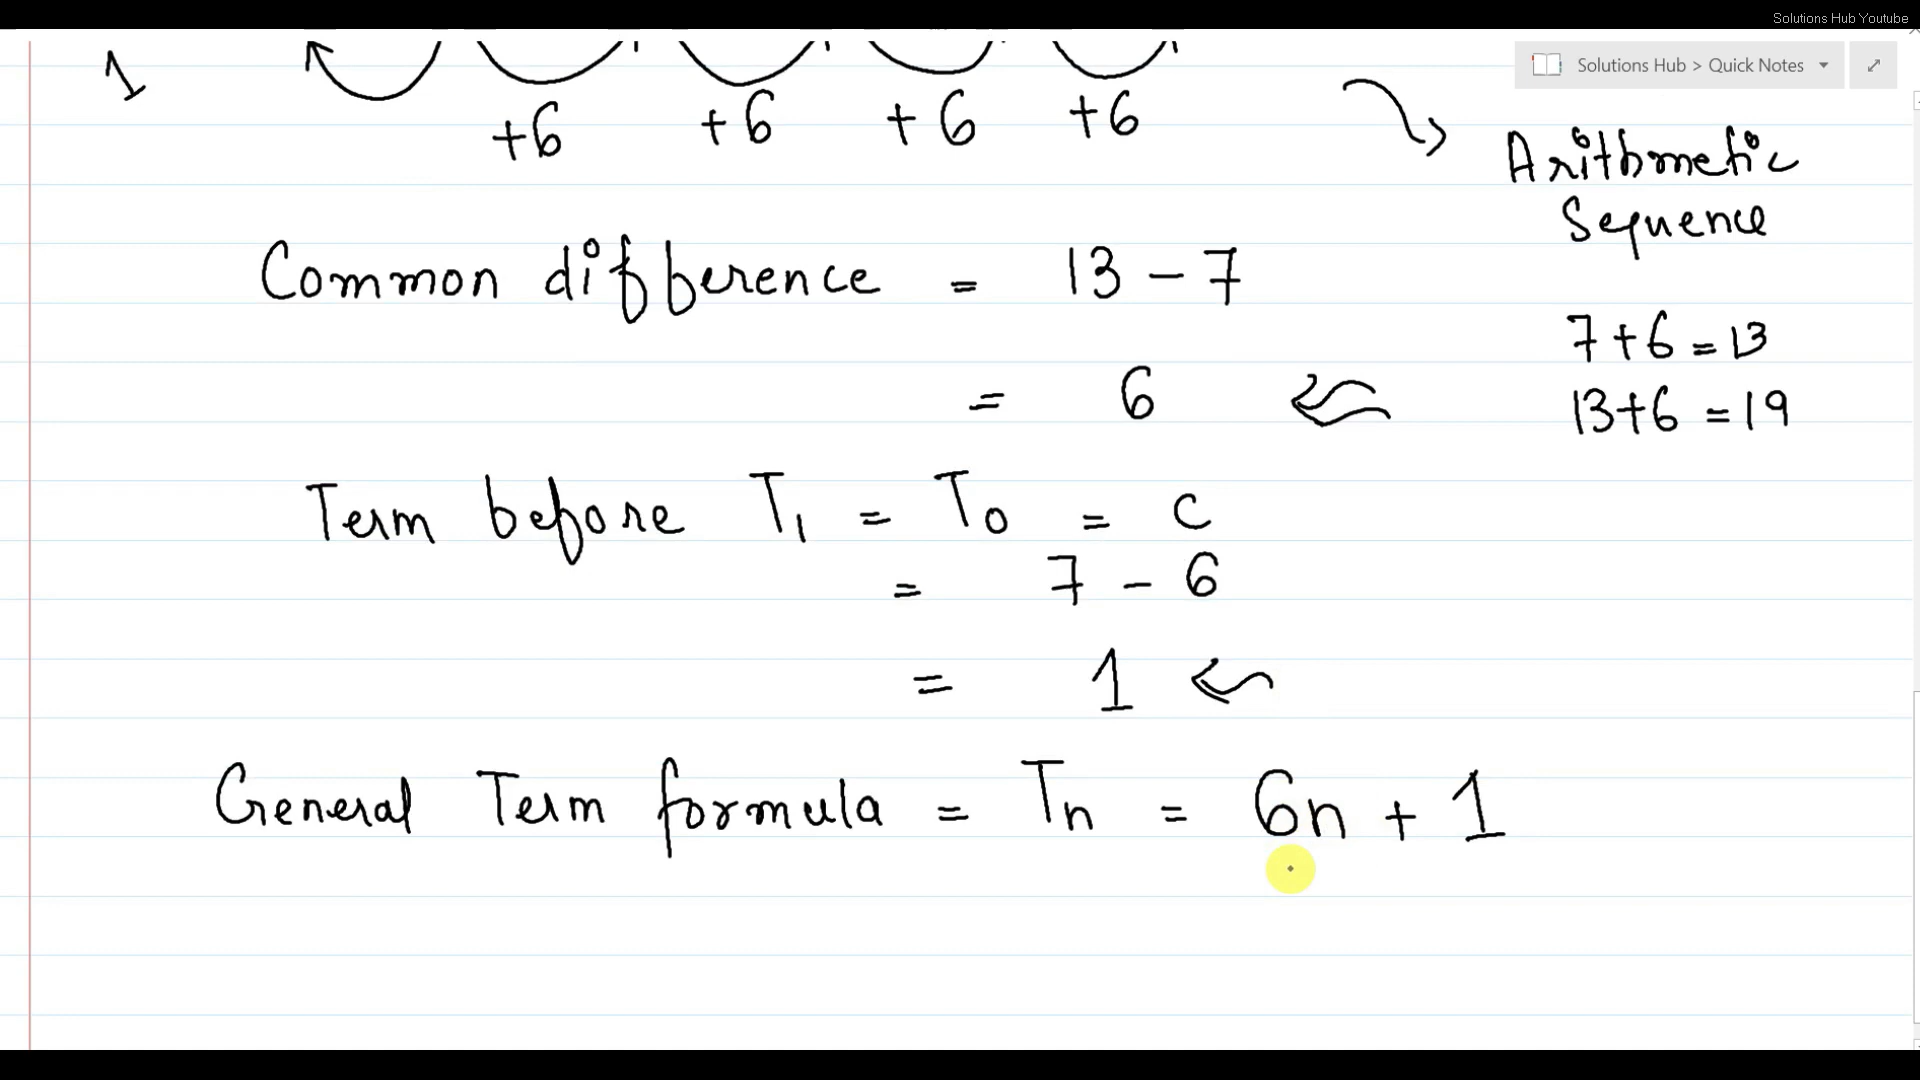 Solutions Hub Youtube
Solutions Hub > Quick Notes
1
+6 +6 +6 +6
Arithmetic
Sequence
Common difference = 13 - 7
7+6 = 13
= 6
13+6 = 19
Term before T₁ = T₀ = c
= 7 - 6
= 1
General Term formula = Tn = 6n + 1